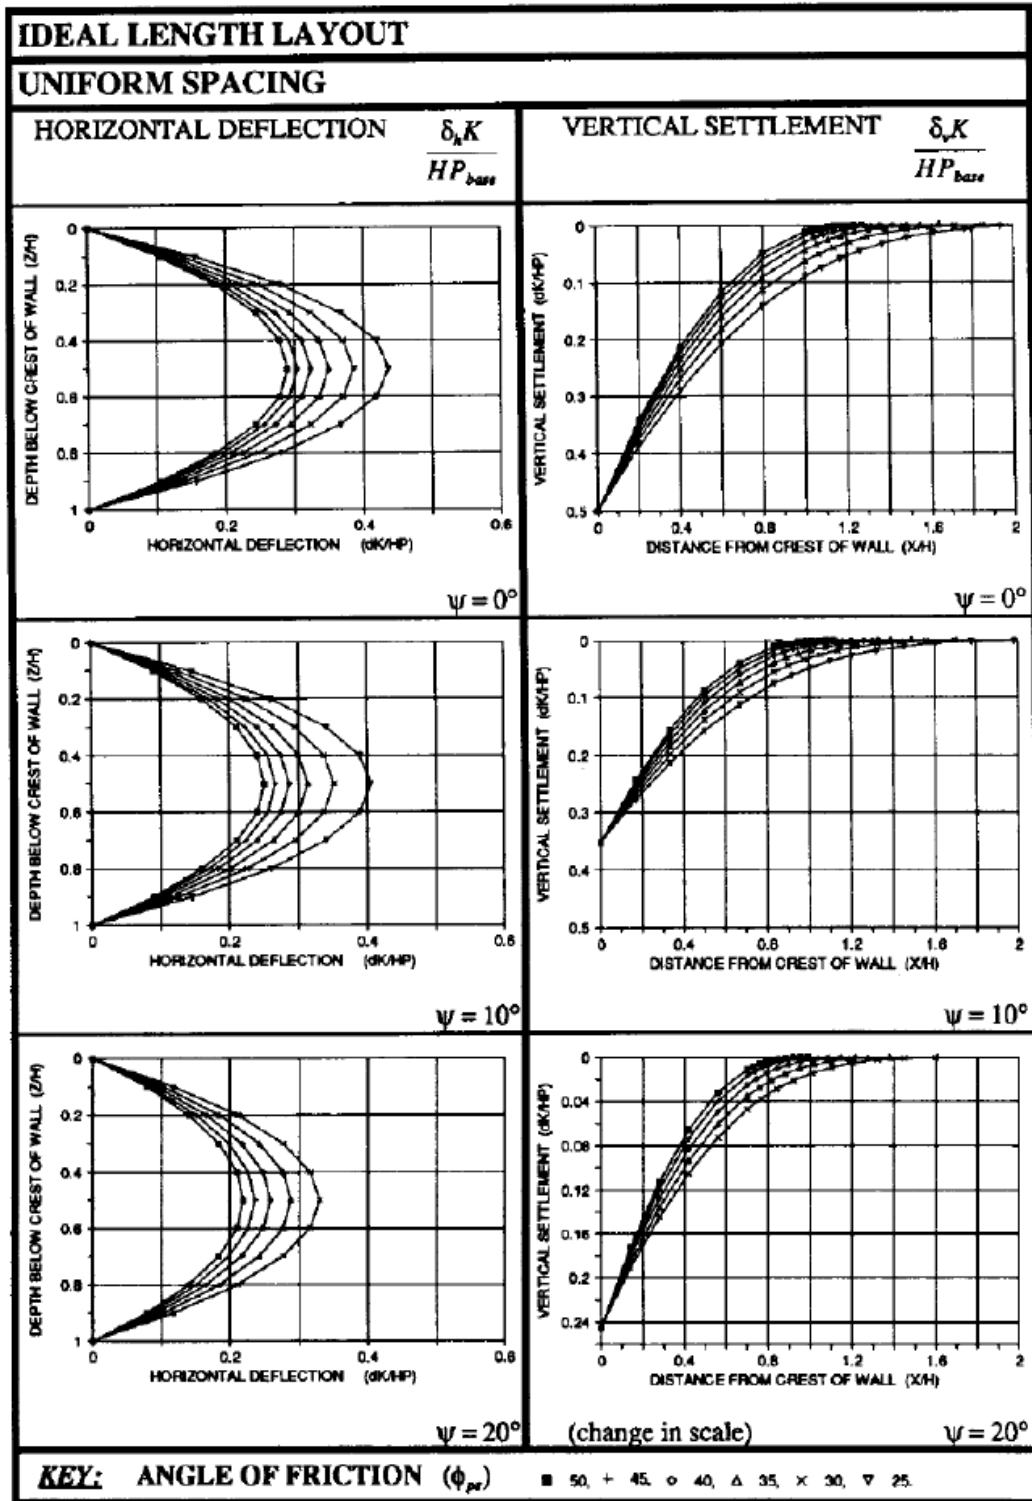 IDEAL LENGTH LAYOUT
UNIFORM SPACING
HORIZONTAL DEFLECTION δₕK / HP_base
VERTICAL SETTLEMENT δᵥK / HP_base
DEPTH BELOW CREST OF WALL (Z/H)
0
0.2
0.4
0.6
0.8
1
0 0.2 0.4 0.6
HORIZONTAL DEFLECTION (dK/HP)
ψ = 0°
VERTICAL SETTLEMENT (dK/HP)
0
0.1
0.2
0.3
0.4
0.5
0 0.4 0.8 1.2 1.6 2
DISTANCE FROM CREST OF WALL (X/H)
ψ = 0°
DEPTH BELOW CREST OF WALL (Z/H)
0
0.2
0.4
0.6
0.8
1
0 0.2 0.4 0.6
HORIZONTAL DEFLECTION (dK/HP)
ψ = 10°
VERTICAL SETTLEMENT (dK/HP)
0
0.1
0.2
0.3
0.4
0.5
0 0.4 0.8 1.2 1.6 2
DISTANCE FROM CREST OF WALL (X/H)
ψ = 10°
DEPTH BELOW CREST OF WALL (Z/H)
0
0.2
0.4
0.6
0.8
1
0 0.2 0.4 0.6
HORIZONTAL DEFLECTION (dK/HP)
ψ = 20°
VERTICAL SETTLEMENT (dK/HP)
0
0.04
0.08
0.12
0.16
0.2
0.24
0 0.4 0.8 1.2 1.6 2
DISTANCE FROM CREST OF WALL (X/H)
(change in scale) ψ = 20°
KEY: ANGLE OF FRICTION (ϕ_ps) ■ 50, + 45, o 40, △ 35, × 30, ▽ 25.